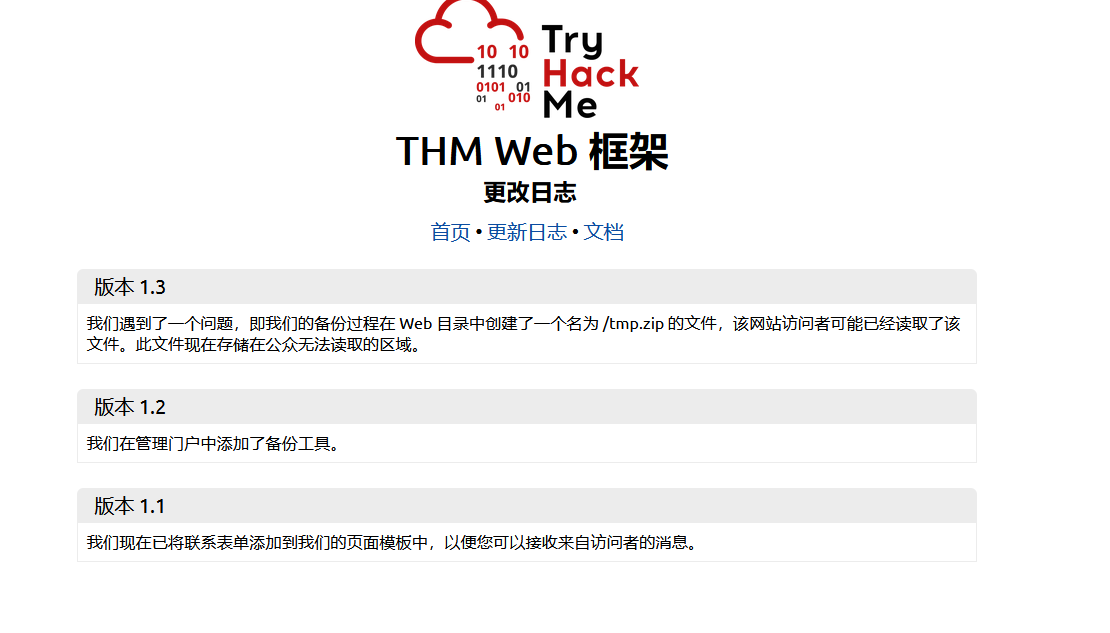 10 10
1110
0101 01
01 010
01
Try
Hack
Me
THM Web 框架
更改日志
首页 • 更新日志 • 文档
版本 1.3
我们遇到了一个问题，即我们的备份过程在 Web 目录中创建了一个名为 /tmp.zip 的文件，该网站访问者可能已经读取了该
文件。此文件现在存储在公众无法读取的区域。
版本 1.2
我们在管理门户中添加了备份工具。
版本 1.1
我们现在已将联系表单添加到我们的页面模板中，以便您可以接收来自访问者的消息。